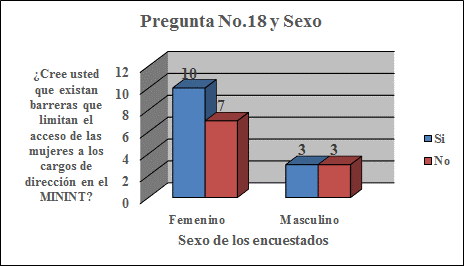 Pregunta No.18 y Sexo
¿Cree usted
que existan
barreras que
limitan el
acceso de las
mujeres a los
cargos de
dirección en el
MININT?
12
10
8
6
4
2
0
10
7
3
3
Femenino
Masculino
Sexo de los encuestados
Si
No